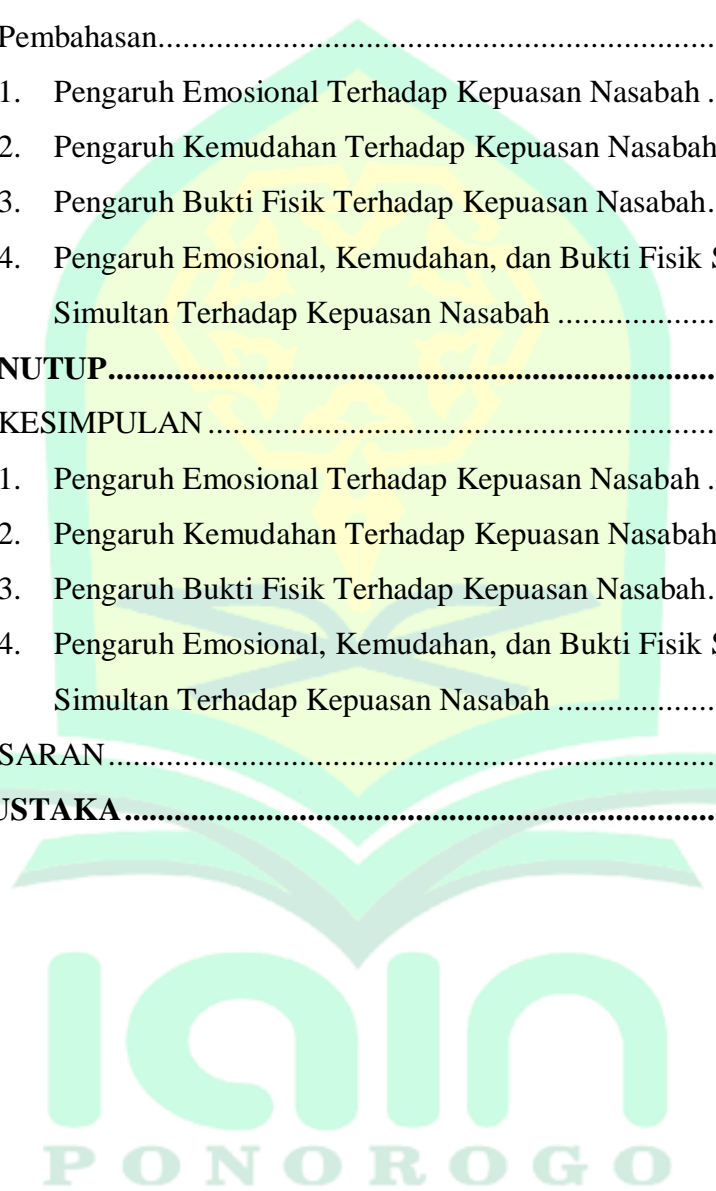 Pembahasan......................................................................
1. Pengaruh Emosional Terhadap Kepuasan Nasabah .
2. Pengaruh Kemudahan Terhadap Kepuasan Nasabah
3. Pengaruh Bukti Fisik Terhadap Kepuasan Nasabah.
4. Pengaruh Emosional, Kemudahan, dan Bukti Fisik S
Simultan Terhadap Kepuasan Nasabah ...................
NUTUP.........................................................................
KESIMPULAN ................................................................
1. Pengaruh Emosional Terhadap Kepuasan Nasabah .
2. Pengaruh Kemudahan Terhadap Kepuasan Nasabah
3. Pengaruh Bukti Fisik Terhadap Kepuasan Nasabah.
4. Pengaruh Emosional, Kemudahan, dan Bukti Fisik S
Simultan Terhadap Kepuasan Nasabah ...................
SARAN.........................................................................
USTAKA.......................................................................
iain
PONOROGO